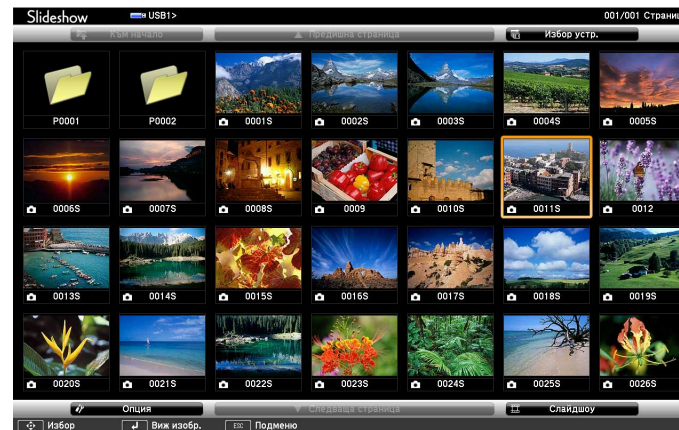 Slideshow USB1> 001/001 Страниц
Към начало Предишна страница Избор устр.
P0001 P0002 0001S 0002S 0003S 0004S 0005S
0006S 0007S 0008S 0009 0010S 0011S 0012
0013S 0014S 0015S 0016S 0017S 0018S 0019S
0020S 0021S 0022S 0023S 0024S 0025S 0026S
Опция Следваща страница Слайдшоу
Избор Виж изобр. ESC Подменю